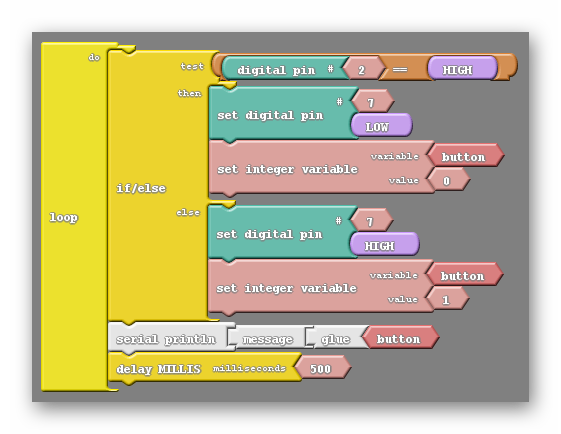 do
test digital pin # 2 == HIGH
then
set digital pin # 7
LOW
set integer variable variable button
value 0
if/else
else
set digital pin # 7
HIGH
loop
set integer variable variable button
value 1
serial println message glue button
delay MILLIS milliseconds 500